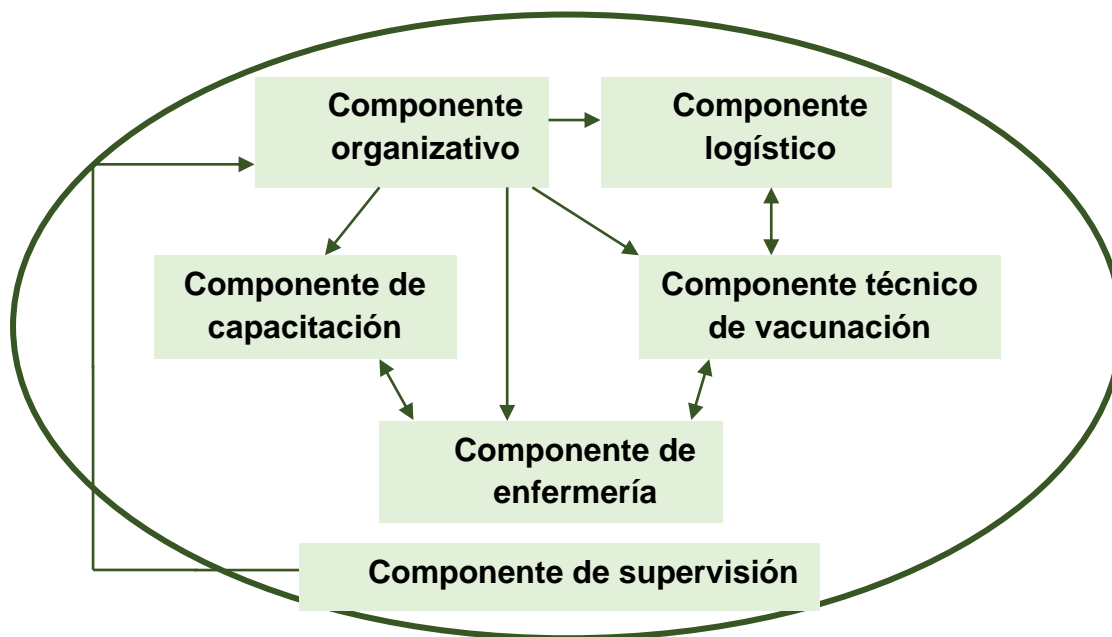 Componente
organizativo
Componente
logístico
Componente de
capacitación
Componente técnico
de vacunación
Componente de
enfermería
Componente de supervisión